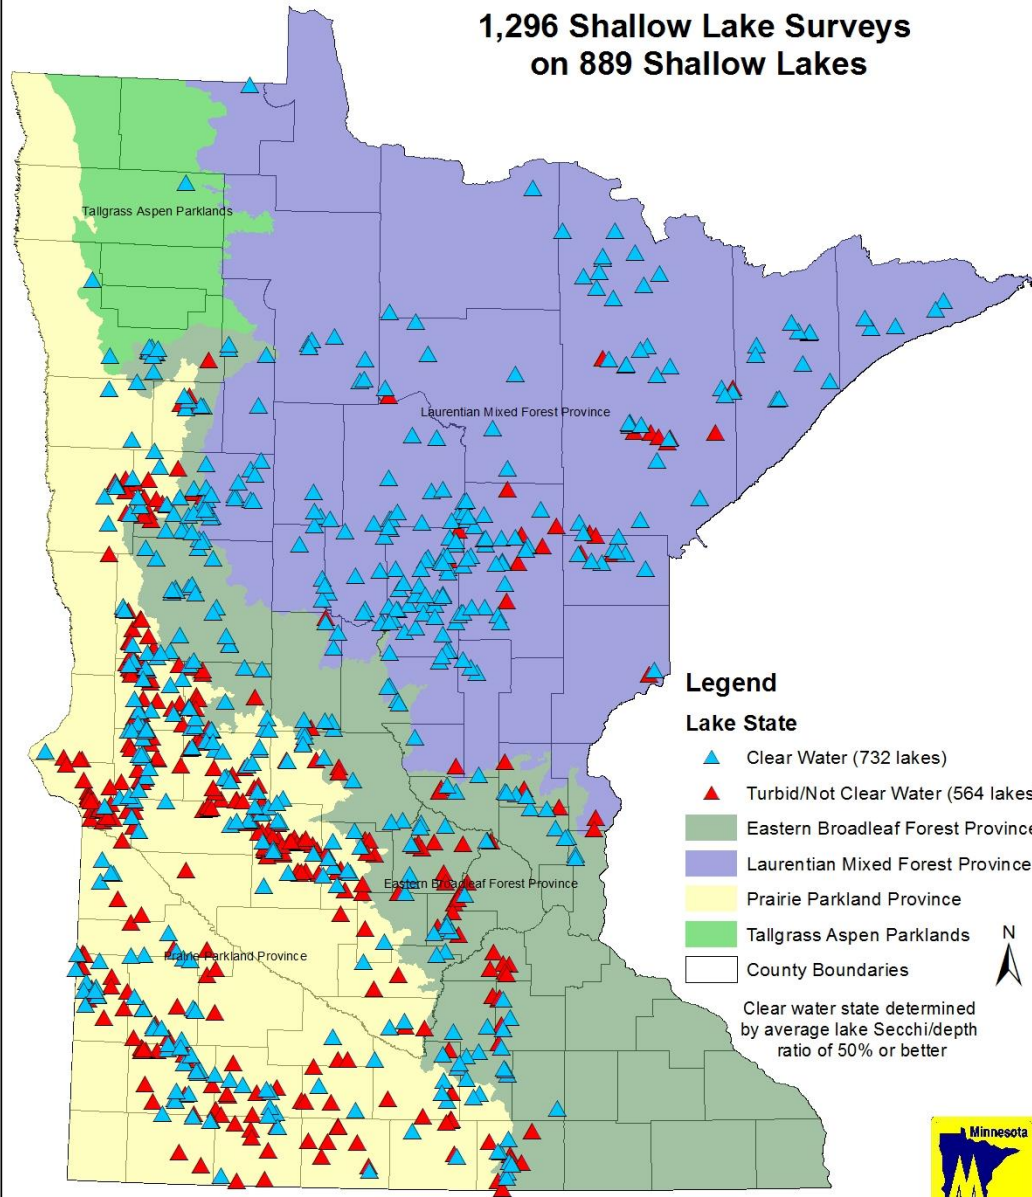 1,296 Shallow Lake Surveys
on 889 Shallow Lakes
Tallgrass Aspen Parklands
Laurentian Mixed Forest Province
Eastern Broadleaf Forest Province
Prairie Parkland Province
Legend
Lake State
Clear Water (732 lakes)
Turbid/Not Clear Water (564 lakes
Eastern Broadleaf Forest Province
Laurentian Mixed Forest Province
Prairie Parkland Province
Tallgrass Aspen Parklands
N
County Boundaries
Clear water state determined
by average lake Secchi/depth
ratio of 50% or better
Minnesota